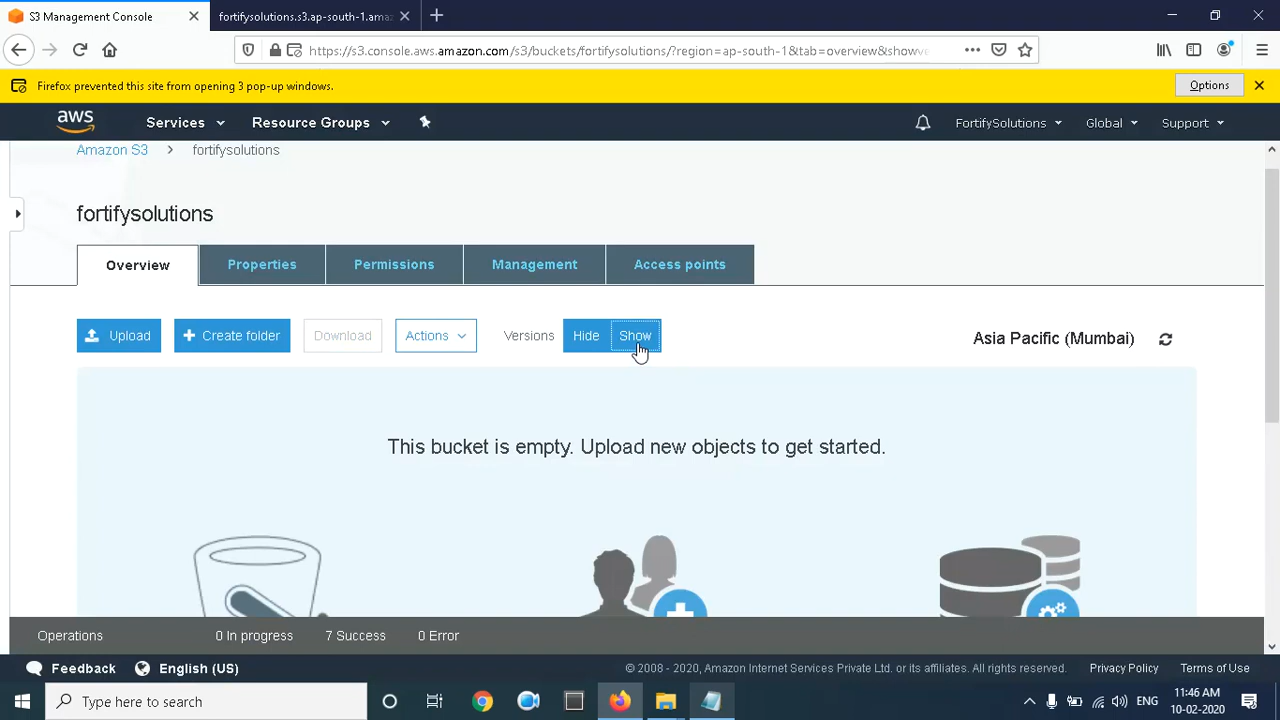 S3 Management Console
fortifysolutions.s3.ap-south-1.amaz
https://s3.console.aws.amazon.com/s3/buckets/fortifysolutions/?region=ap-south-1&tab=overview&showv
Firefox prevented this site from opening 3 pop-up windows.
Options
aws
Services
Resource Groups
FortifySolutions
Global
Support
Amazon S3
fortifysolutions
fortifysolutions
Overview
Properties
Permissions
Management
Access points
Upload
Create folder
Download
Actions
Versions
Hide
Show
Asia Pacific (Mumbai)
This bucket is empty. Upload new objects to get started.
Operations
0 In progress
7 Success
0 Error
Feedback
English (US)
© 2008 - 2020, Amazon Internet Services Private Ltd. or its affiliates. All rights reserved.
Privacy Policy
Terms of Use
Type here to search
ENG
11:46 AM
10-02-2020